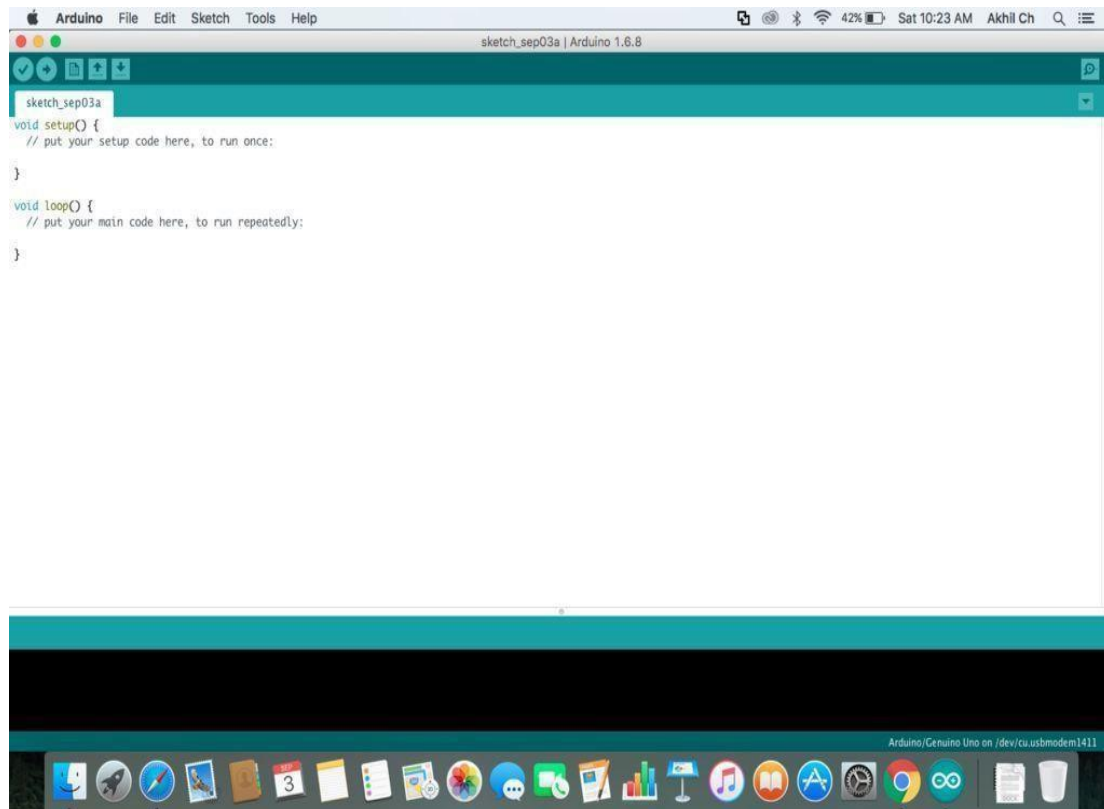 Arduino File Edit Sketch Tools Help 42% Sat 10:23 AM Akhil Ch
sketch_sep03a | Arduino 1.6.8
sketch_sep03a
void setup() {
  // put your setup code here, to run once:
}
void loop() {
  // put your main code here, to run repeatedly:
}
Arduino/Genuino Uno on /dev/cu.usbmodem1411
SEP
3